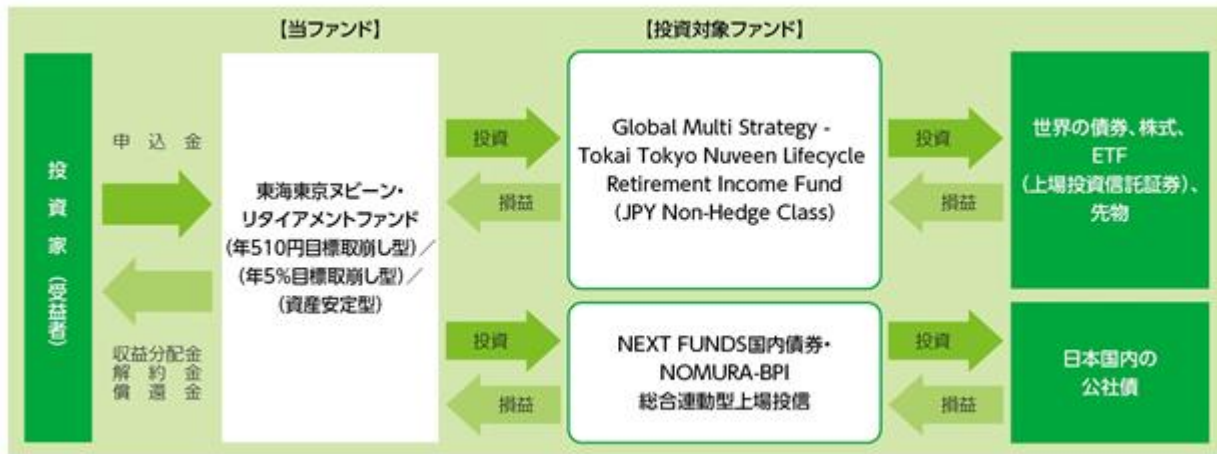 【当ファンド】
【投資対象ファンド】
投資家（受益者）
申込金
収益分配金
解約金
償還金
東海東京ヌビーン・
リタイアメントファンド
（年510円目標取崩し型）／
（年5%目標取崩し型）／
（資産安定型）
投資
損益
Global Multi Strategy -
Tokai Tokyo Nuveen Lifecycle
Retirement Income Fund
(JPY Non-Hedge Class)
投資
損益
世界の債券、株式、
ETF
（上場投資信託証券）、
先物
投資
損益
NEXT FUNDS国内債券・
NOMURA-BPI
総合連動型上場投信
投資
損益
日本国内の
公社債